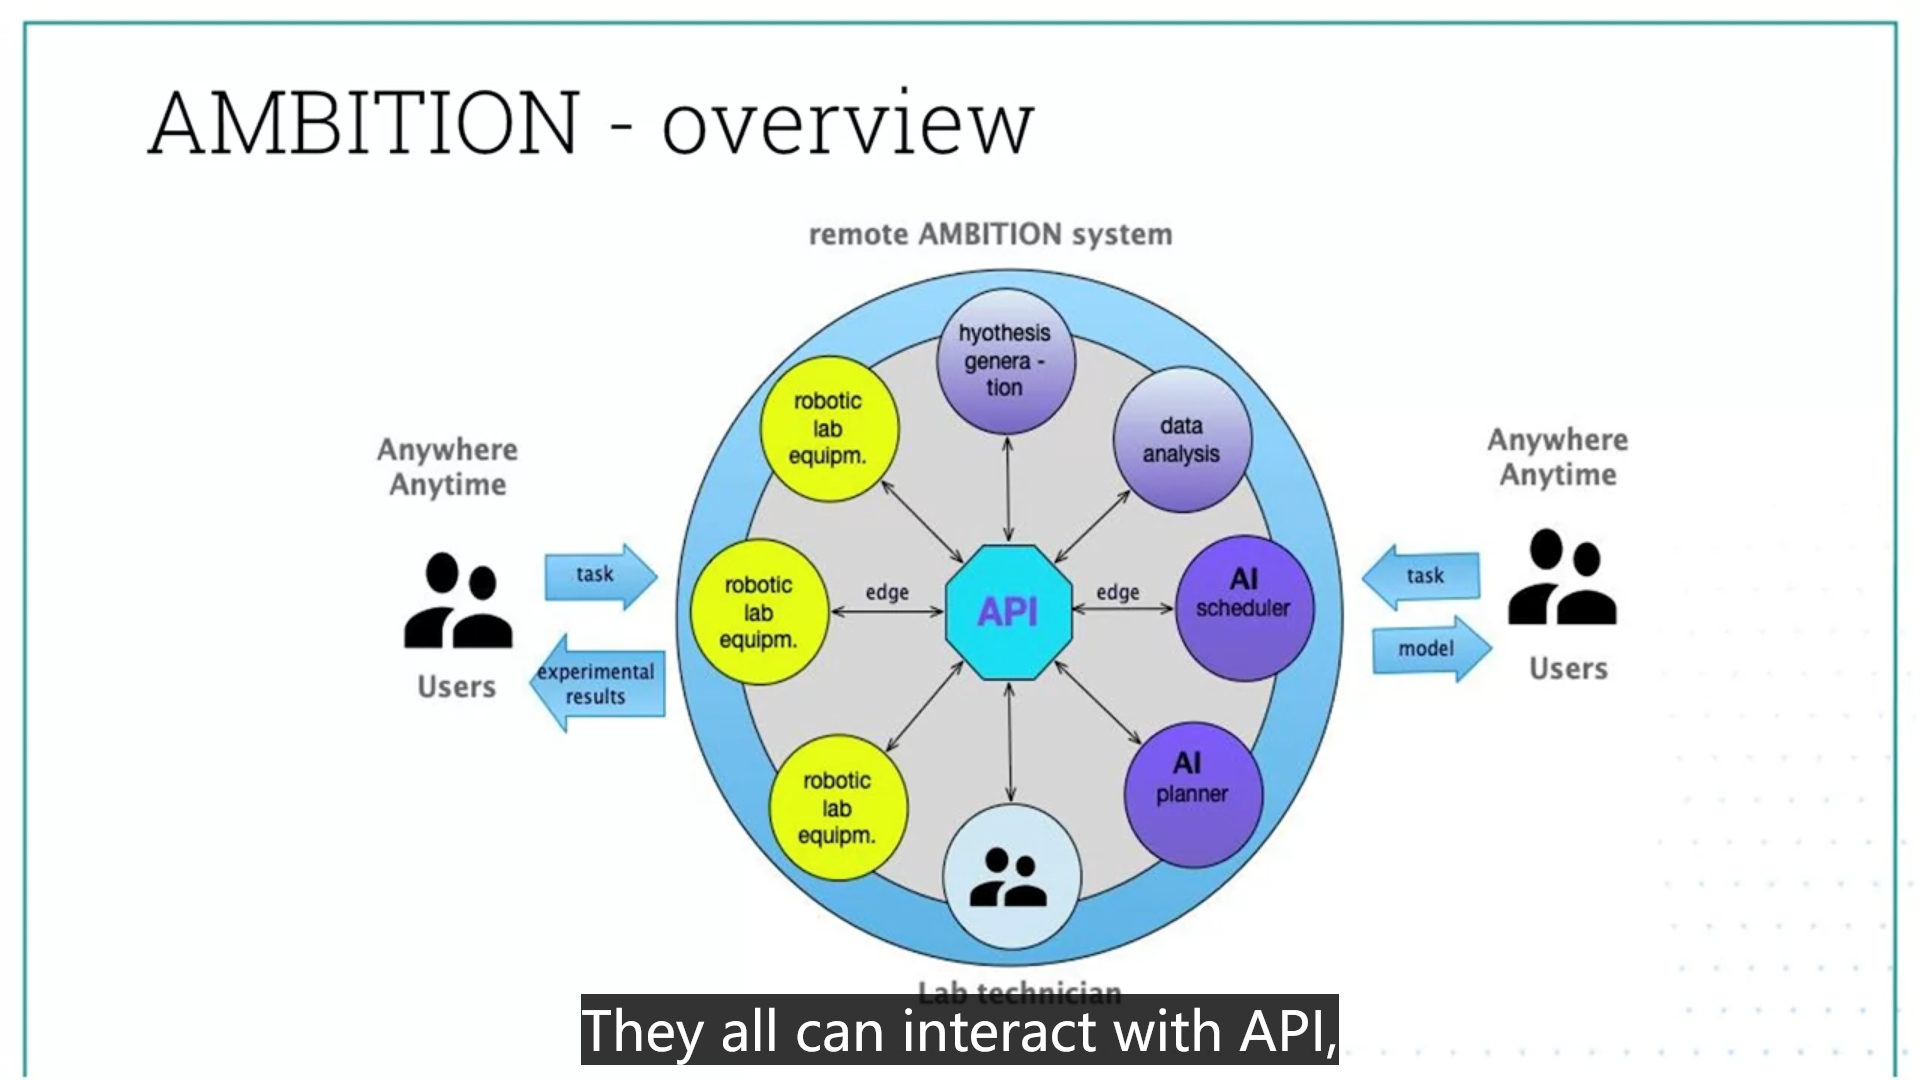 AMBITION - overview
remote AMBITION system
hyothesis
genera -
tion
robotic
lab
equipm.
data
analysis
Anywhere
Anytime
Anywhere
Anytime
task
experimental
results
Users
robotic
lab
equipm.
edge
API
edge
AI
scheduler
task
model
Users
robotic
lab
equipm.
AI
planner
Lab technician
They all can interact with API,